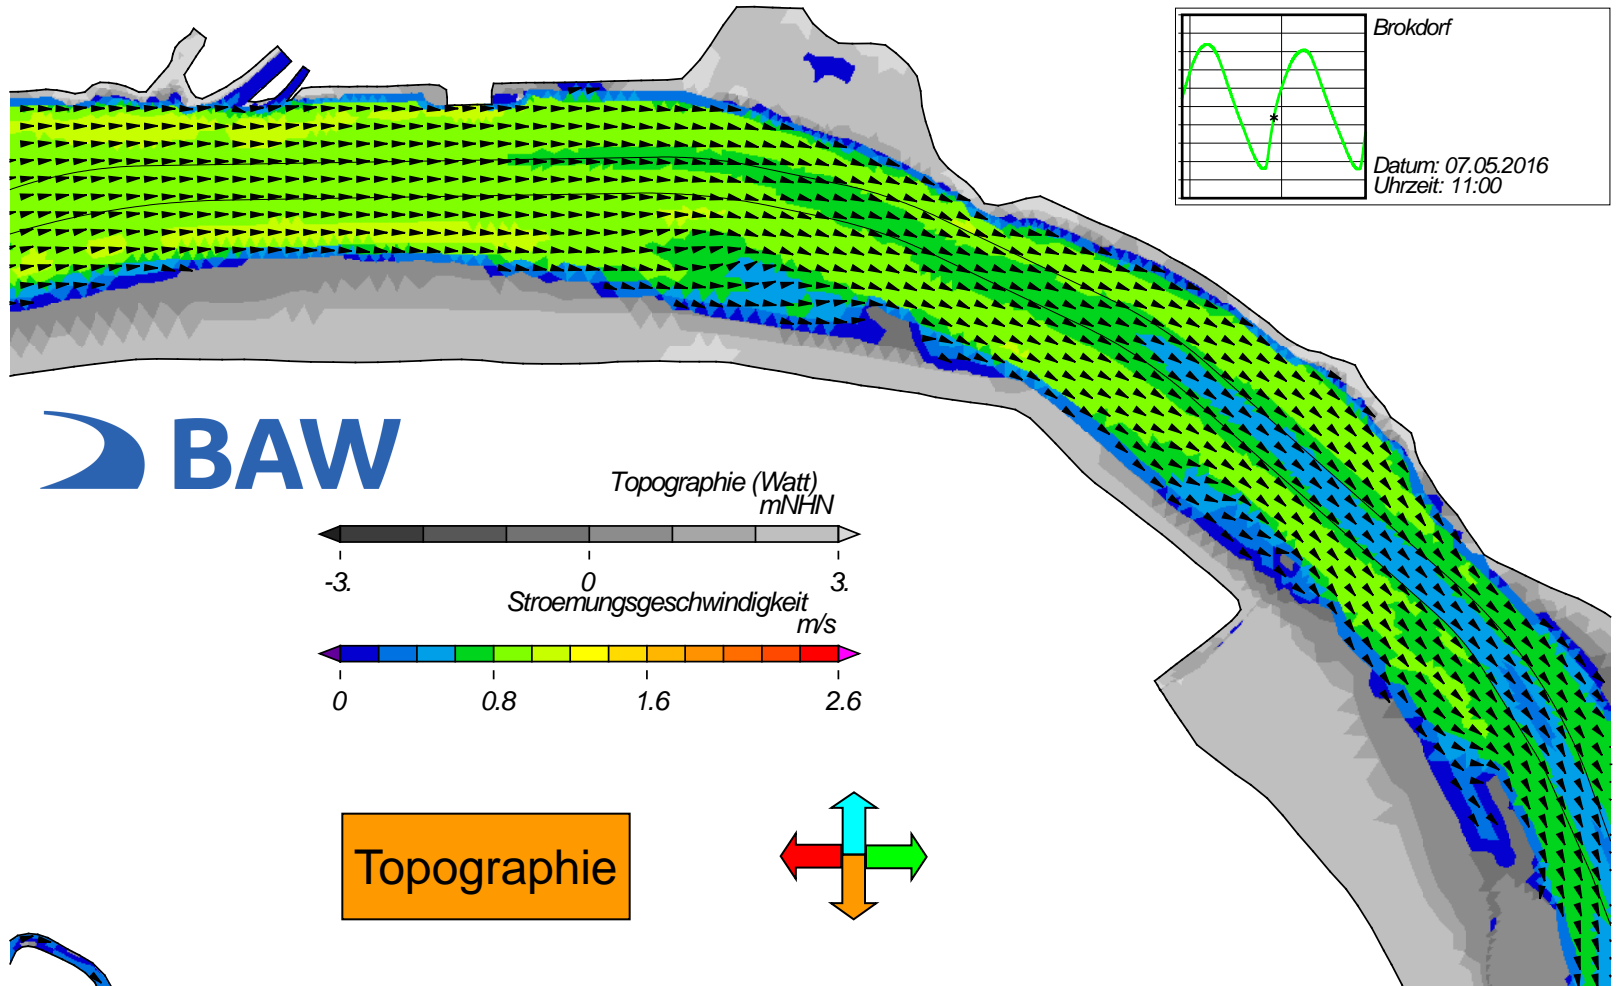 Brokdorf
Datum: 07.05.2016
Uhrzeit: 11:00
BAW
Topographie (Watt)
mNHN
-3. 0 3.
Stroemungsgeschwindigkeit
m/s
0 0.8 1.6 2.6
Topographie